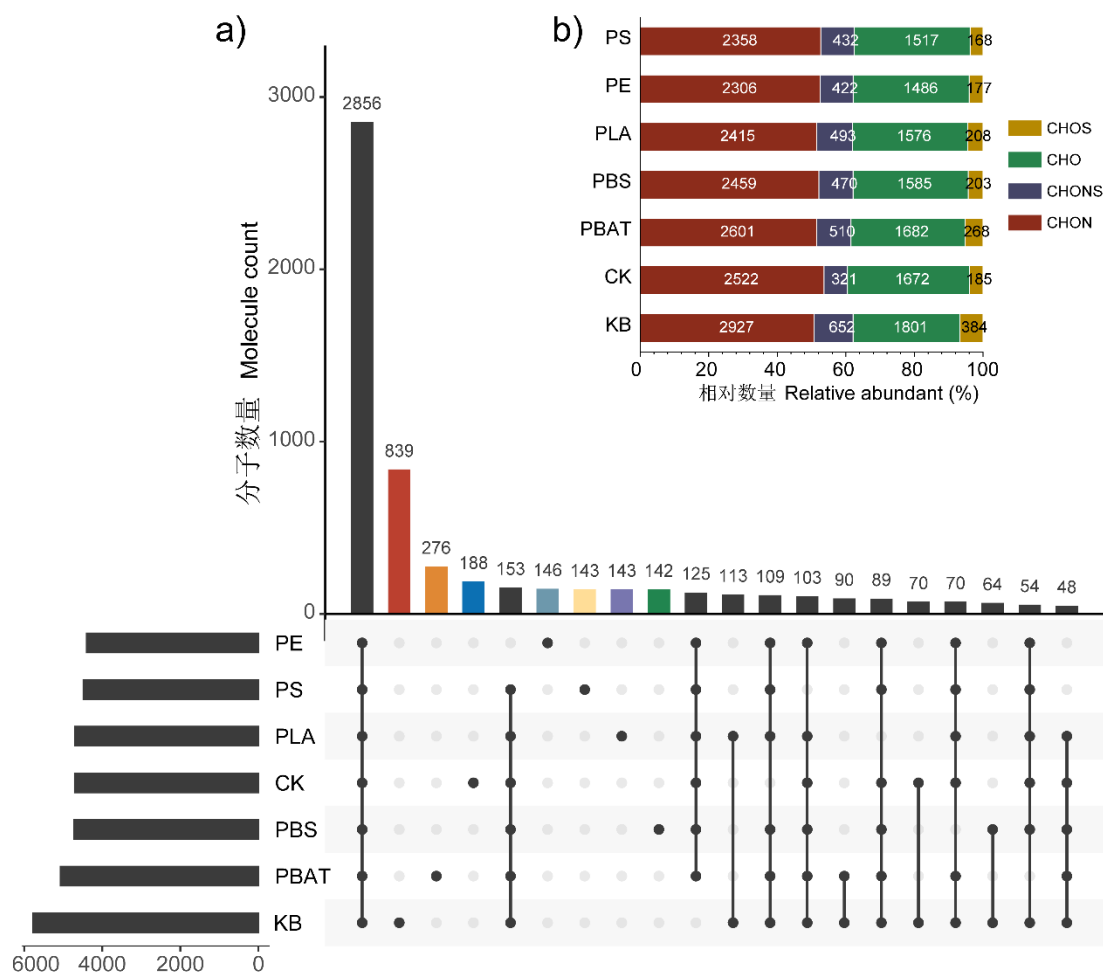 a)
分子数量 Molecule count
3000
2000
1000
0
2856
839
276
188
153
146
143
143
142
125
113
109
103
90
89
70
70
64
54
48
PE
PS
PLA
CK
PBS
PBAT
KB
6000 4000 2000 0
b)
PS 2358 432 1517 168
PE 2306 422 1486 177
PLA 2415 493 1576 208
PBS 2459 470 1585 203
PBAT 2601 510 1682 268
CK 2522 321 1672 185
KB 2927 652 1801 384
0 20 40 60 80 100
相对数量 Relative abundant (%)
CHOS
CHO
CHONS
CHON